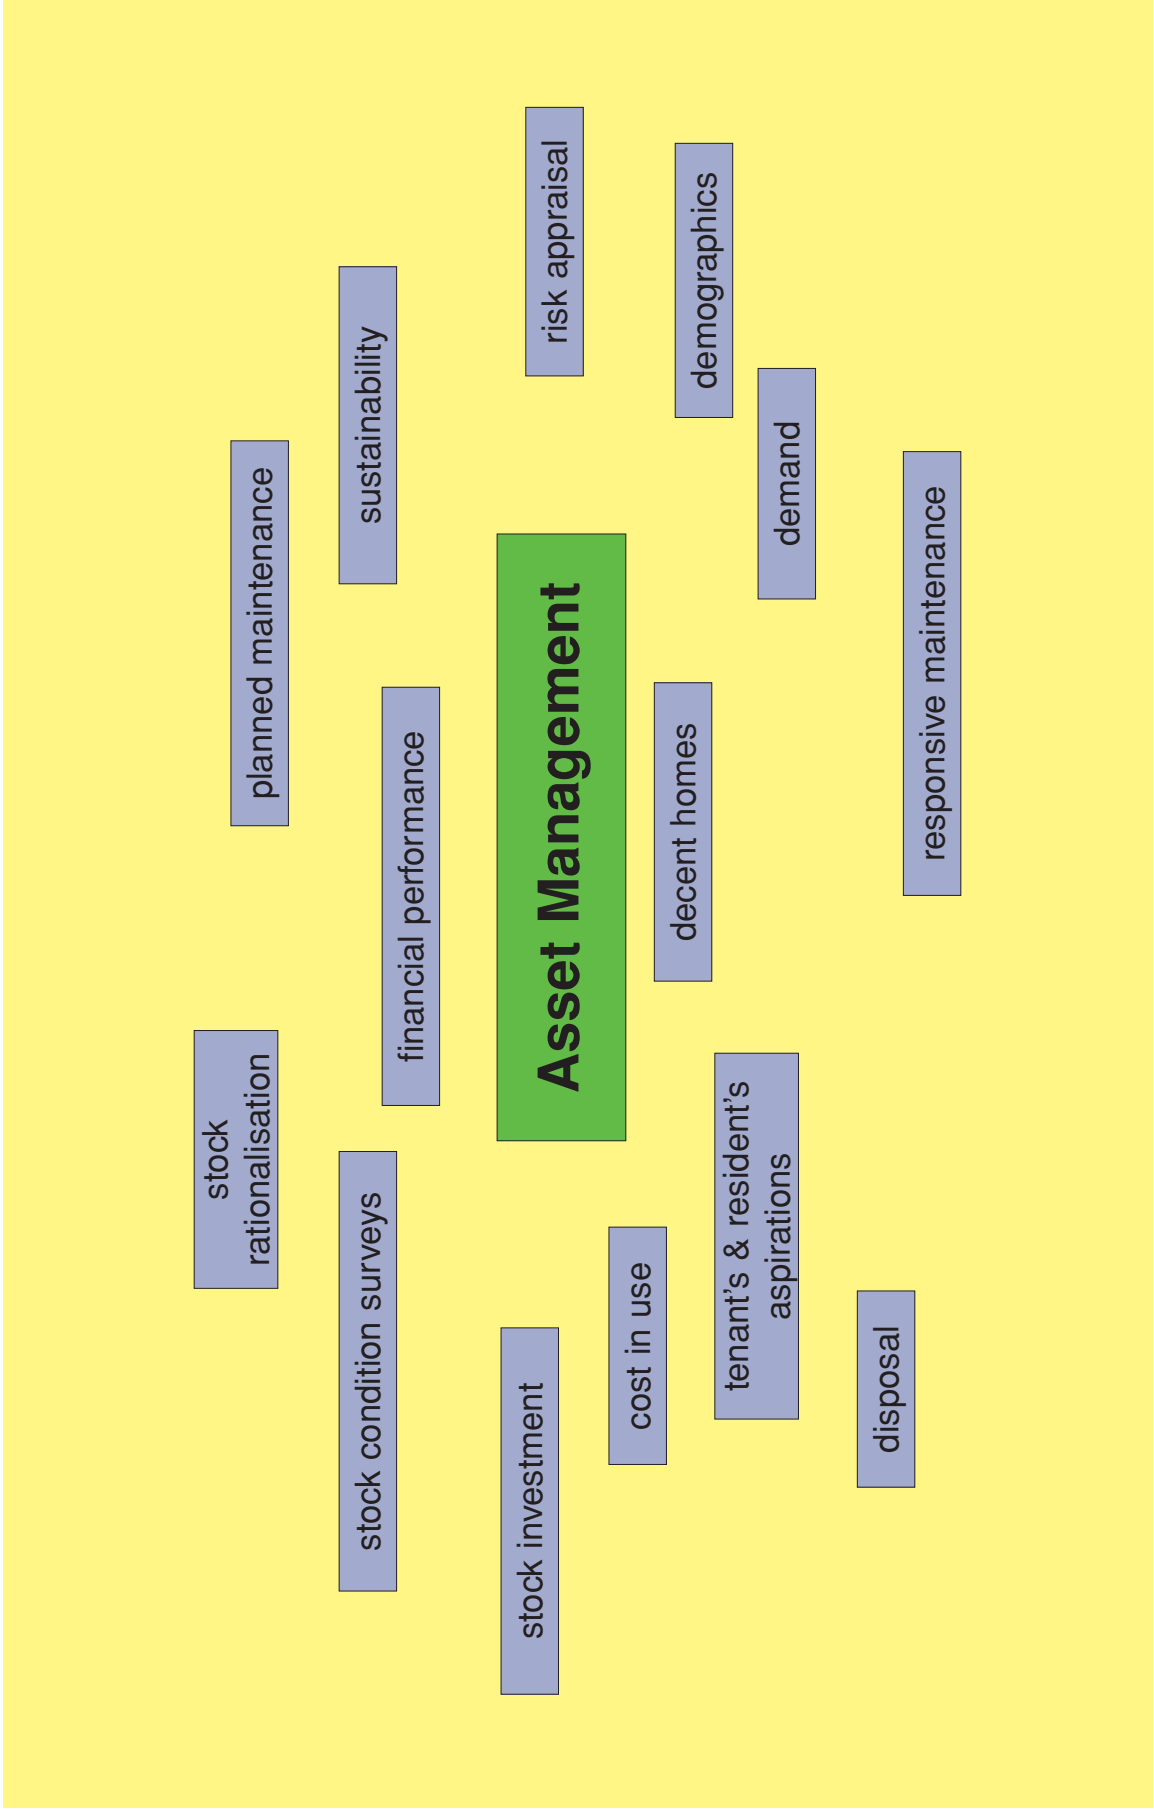 stock
rationalisation
planned maintenance
stock condition surveys
sustainability
financial performance
stock investment
Asset Management
risk appraisal
cost in use
decent homes
demographics
tenant’s & resident’s
aspirations
demand
disposal
responsive maintenance